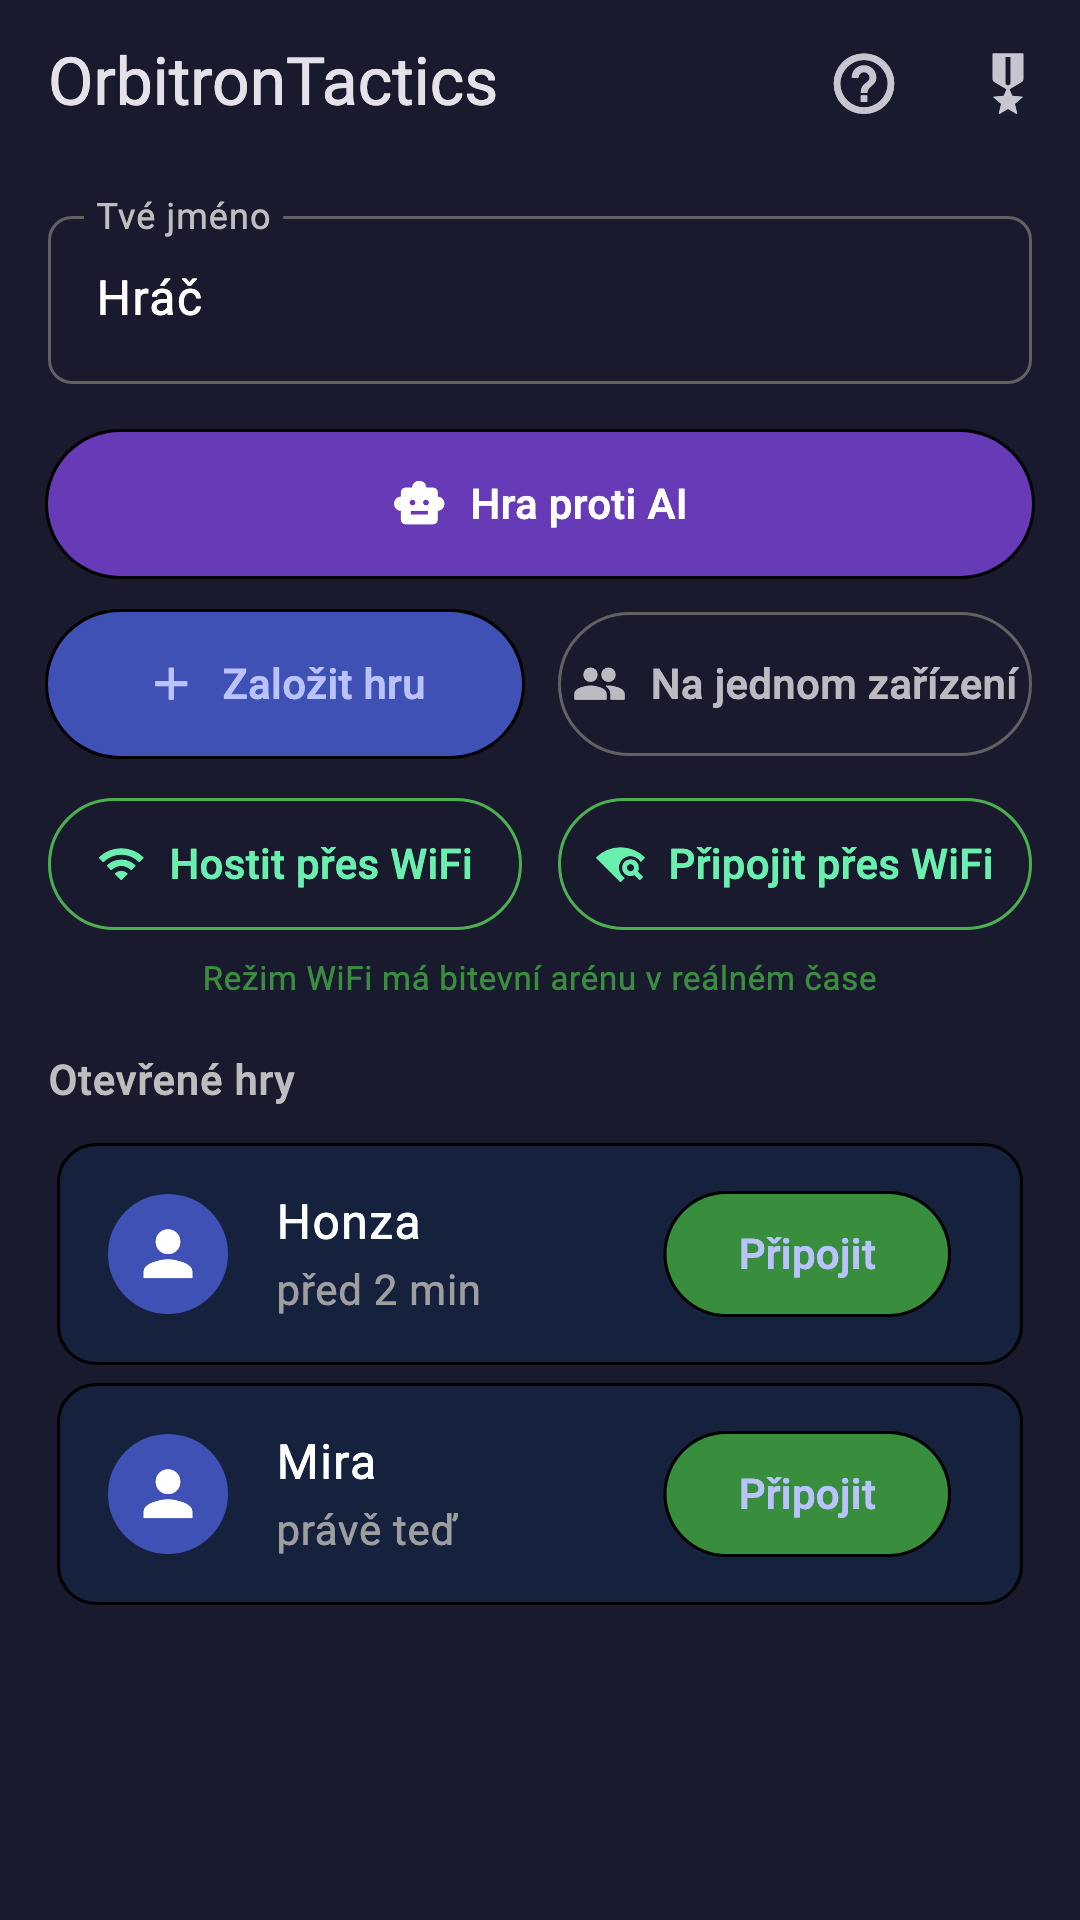 OrbitronTactics
Tvé jméno
Hráč
Hra proti AI
Založit hru
Na jednom zařízení
Hostit přes WiFi
Připojit přes WiFi
Režim WiFi má bitevní arénu v reálném čase
Otevřené hry
Honza
před 2 min
Připojit
Mira
právě teď
Připojit